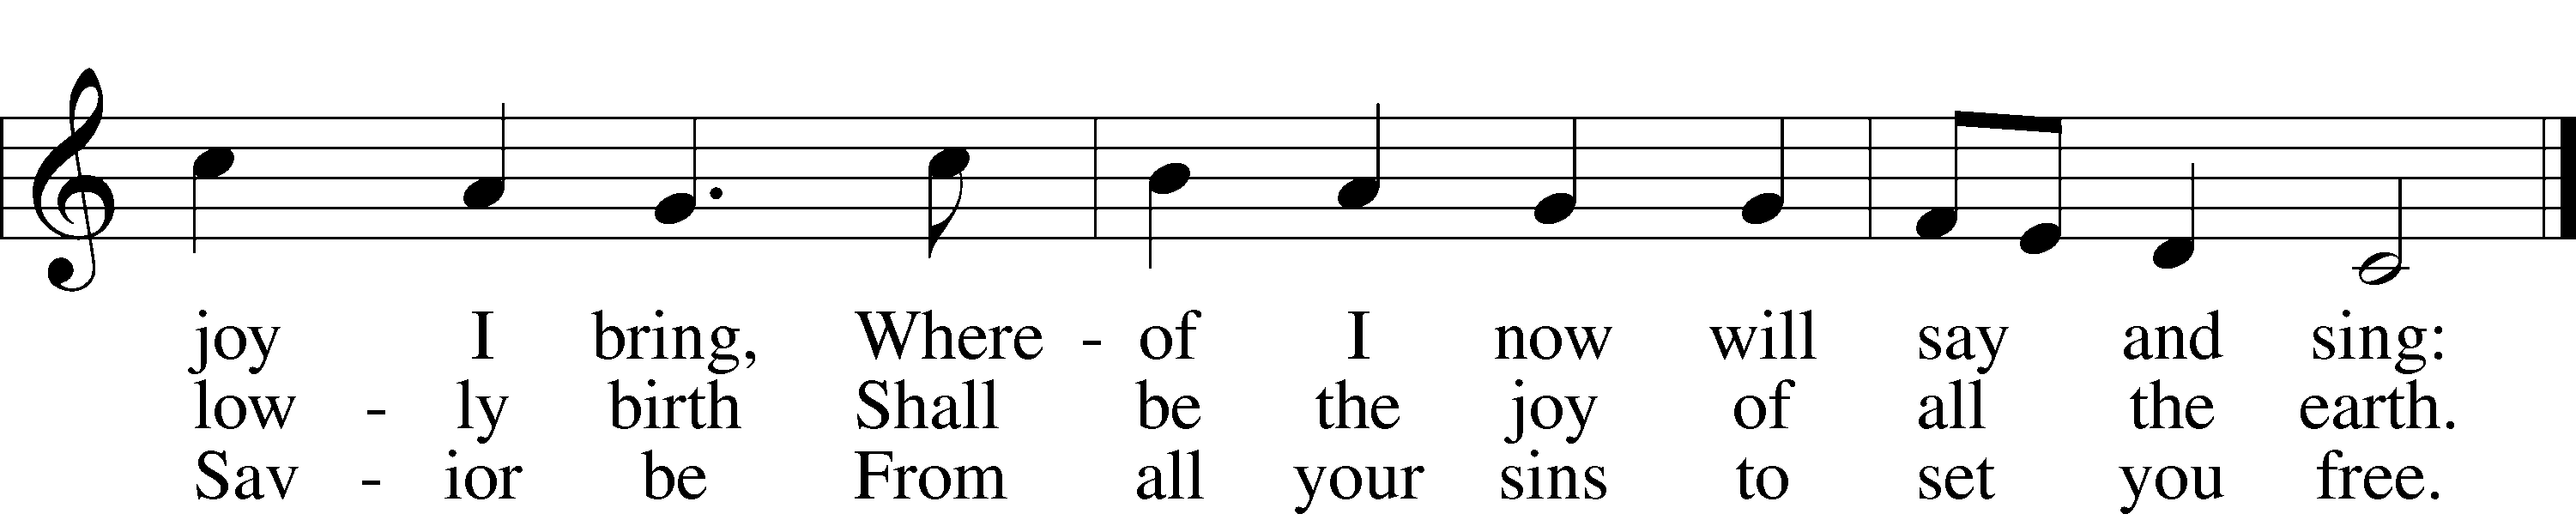 joy I bring, Where - of I now will say and sing:
low - ly birth Shall be the joy of all the earth.
Sav - ior be From all your sins to set you free.